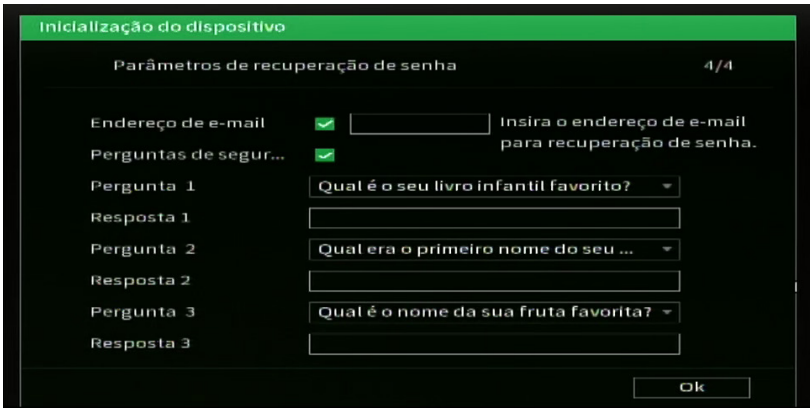 Inicialização do dispositivo
Parâmetros de recuperação de senha 4/4
Endereço de e-mail Insira o endereço de e-mail
para recuperação de senha.
Perguntas de segur...
Pergunta 1 Qual é o seu livro infantil favorito?
Resposta 1
Pergunta 2 Qual era o primeiro nome do seu ...
Resposta 2
Pergunta 3 Qual é o nome da sua fruta favorita?
Resposta 3
Ok